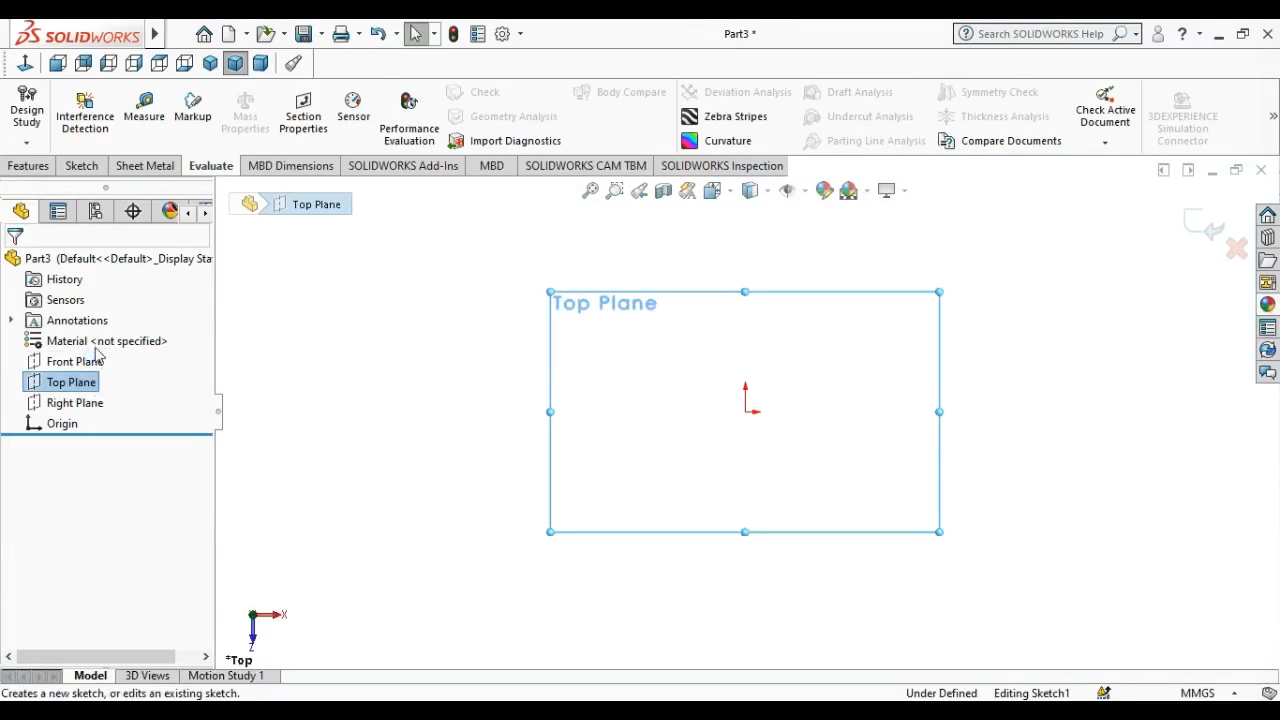 SOLIDWORKS
Part3 *
Search SOLIDWORKS Help
Design Study
Interference Detection
Measure
Markup
Mass Properties
Section Properties
Sensor
Performance Evaluation
Check
Geometry Analysis
Import Diagnostics
Body Compare
Deviation Analysis
Zebra Stripes
Curvature
Draft Analysis
Undercut Analysis
Parting Line Analysis
Symmetry Check
Thickness Analysis
Compare Documents
Check Active Document
3DEXPERIENCE Simulation Connector
Features
Sketch
Sheet Metal
Evaluate
MBD Dimensions
SOLIDWORKS Add-Ins
MBD
SOLIDWORKS CAM TBM
SOLIDWORKS Inspection
Top Plane
Part3 (Default<<Default>_Display Sta
History
Sensors
Annotations
Material <not specified>
Front Plane
Top Plane
Right Plane
Origin
Top Plane
X
Z
*Top
Model
3D Views
Motion Study 1
Creates a new sketch, or edits an existing sketch.
Under Defined
Editing Sketch1
MMGS